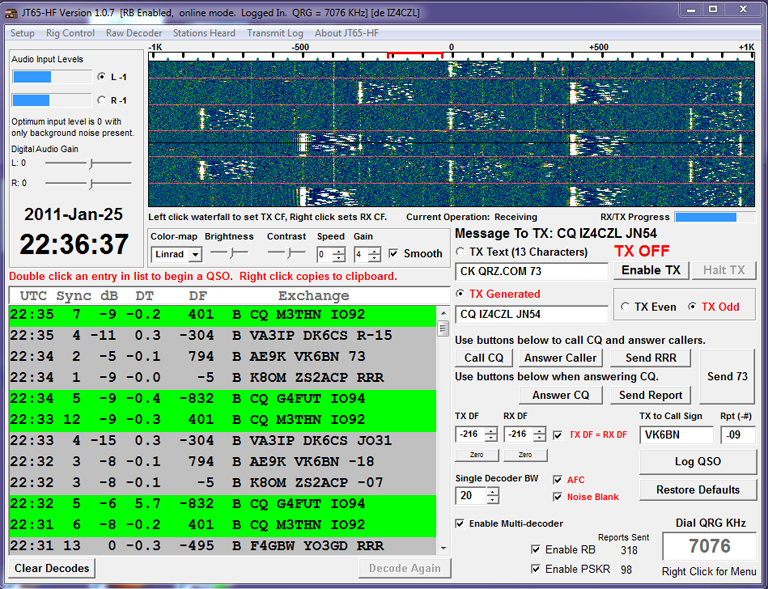 JT65-HF Version 1.0.7 [RB Enabled, online mode. Logged In. QRG = 7076 KHz] [de IZ4CZL]
Setup Rig Control Raw Decoder Stations Heard Transmit Log About JT65-HF
Audio Input Levels
L -1
R -1
Optimum input level is 0 with
only background noise present.
Digital Audio Gain
L: 0
R: 0
2011-Jan-25
22:36:37
-1K -500 0 +500 +1K
Left click waterfall to set TX CF, Right click sets RX CF. Current Operation: Receiving RX/TX Progress
Color-map Brightness Contrast Speed Gain
Linrad 0 4 Smooth
Double click an entry in list to begin a QSO. Right click copies to clipboard.
UTC Sync dB DT DF Exchange
22:35 7 -9 -0.2 401 B CQ M3THN IO92
22:35 4 -11 0.3 -304 B VA3IP DK6CS R-15
22:34 2 -5 -0.1 794 B AE9K VK6BN 73
22:34 1 -9 -0.0 -5 B K8OM ZS2ACP RRR
22:34 5 -9 -0.4 -832 B CQ G4FUT IO94
22:33 12 -9 -0.3 401 B CQ M3THN IO92
22:33 4 -15 0.3 -304 B VA3IP DK6CS JO31
22:32 3 -8 -0.1 794 B AE9K VK6BN -18
22:32 3 -8 -0.1 -5 B K8OM ZS2ACP -07
22:32 5 -6 5.7 -832 B CQ G4FUT IO94
22:31 6 -8 -0.2 401 B CQ M3THN IO92
22:31 13 0 -0.3 -495 B F4GBW YO3GD RRR
Clear Decodes
Decode Again
Message To TX: CQ IZ4CZL JN54
TX Text (13 Characters) TX OFF
CK QRZ.COM 73
Enable TX Halt TX
TX Generated
CQ IZ4CZL JN54
TX Even TX Odd
Use buttons below to call CQ and answer callers.
Call CQ Answer Caller Send RRR
Use buttons below when answering CQ.
Answer CQ Send Report
Send 73
TX DF RX DF TX to Call Sign Rpt (-#)
-216 -216 TX DF = RX DF VK6BN -09
Zero Zero
Log QSO
Single Decoder BW
20
AFC
Noise Blank
Restore Defaults
Enable Multi-decoder
Dial QRG KHz
7076
Right Click for Menu
Reports Sent
Enable RB 318
Enable PSKR 98